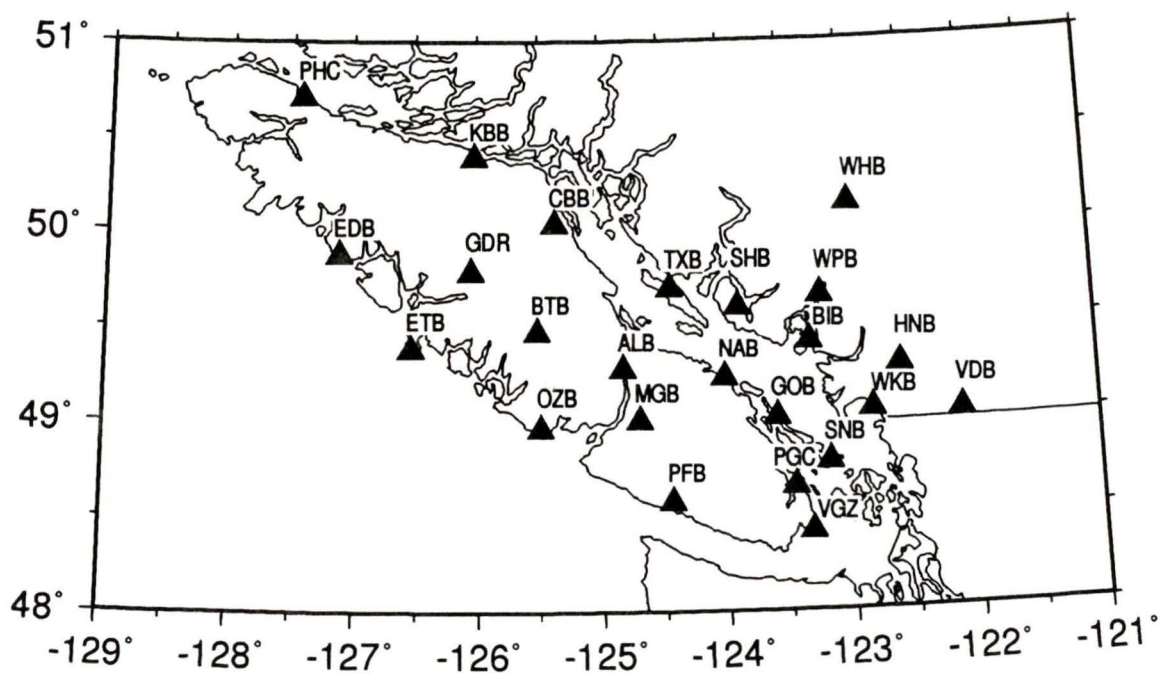 51°
PHC
KBB
WHB
CBB
50°
EDB
GDR
TXB
SHB
WPB
BTB
BIB
ETB
ALB
NAB
HNB
OZB
MGB
GOB
WKB
VDB
49°
SNB
PGC
PFB
VGZ
48°
-129° -128° -127° -126° -125° -124° -123° -122° -121°